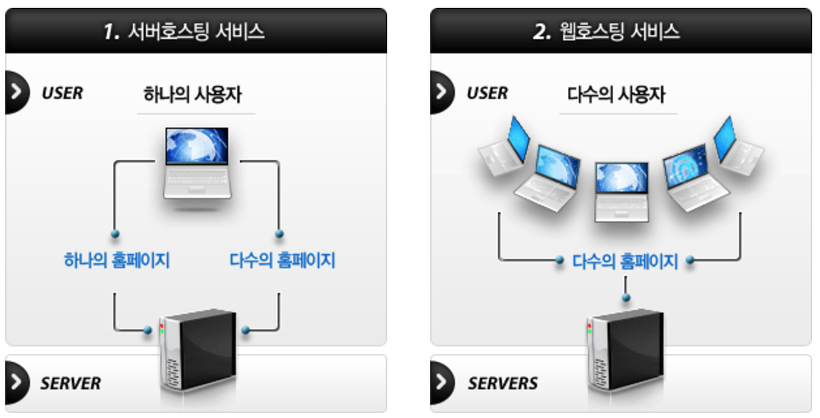 1. 서버호스팅 서비스
USER
하나의 사용자
하나의 홈페이지
다수의 홈페이지
SERVER
2. 웹호스팅 서비스
USER
다수의 사용자
다수의 홈페이지
SERVERS